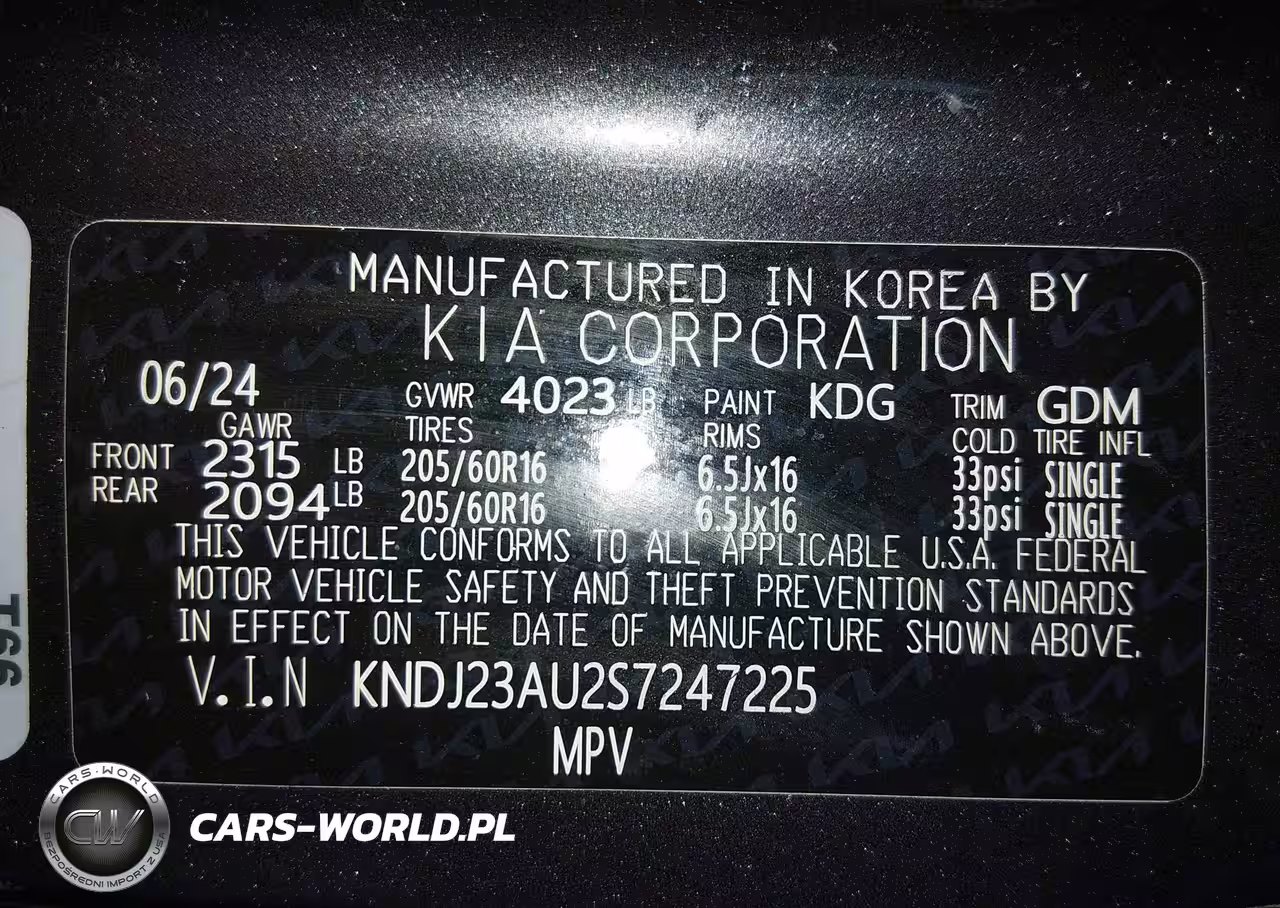 MANUFACTURED IN KOREA BY
KIA CORPORATION
06/24 GVWR 4023 LB PAINT KDG TRIM GDM
GAWR TIRES RIMS COLD TIRE INFL
FRONT 2315 LB 205/60R16 6.5Jx16 33psi SINGLE
REAR 2094 LB 205/60R16 6.5Jx16 33psi SINGLE
THIS VEHICLE CONFORMS TO ALL APPLICABLE U.S.A. FEDERAL
MOTOR VEHICLE SAFETY AND THEFT PREVENTION STANDARDS
IN EFFECT ON THE DATE OF MANUFACTURE SHOWN ABOVE.
V.I.N KNDJ23AU2S7247225
MPV
T66
CARS-WORLD
CW
BEZPOŚREDNI IMPORT Z USA
CARS-WORLD.PL